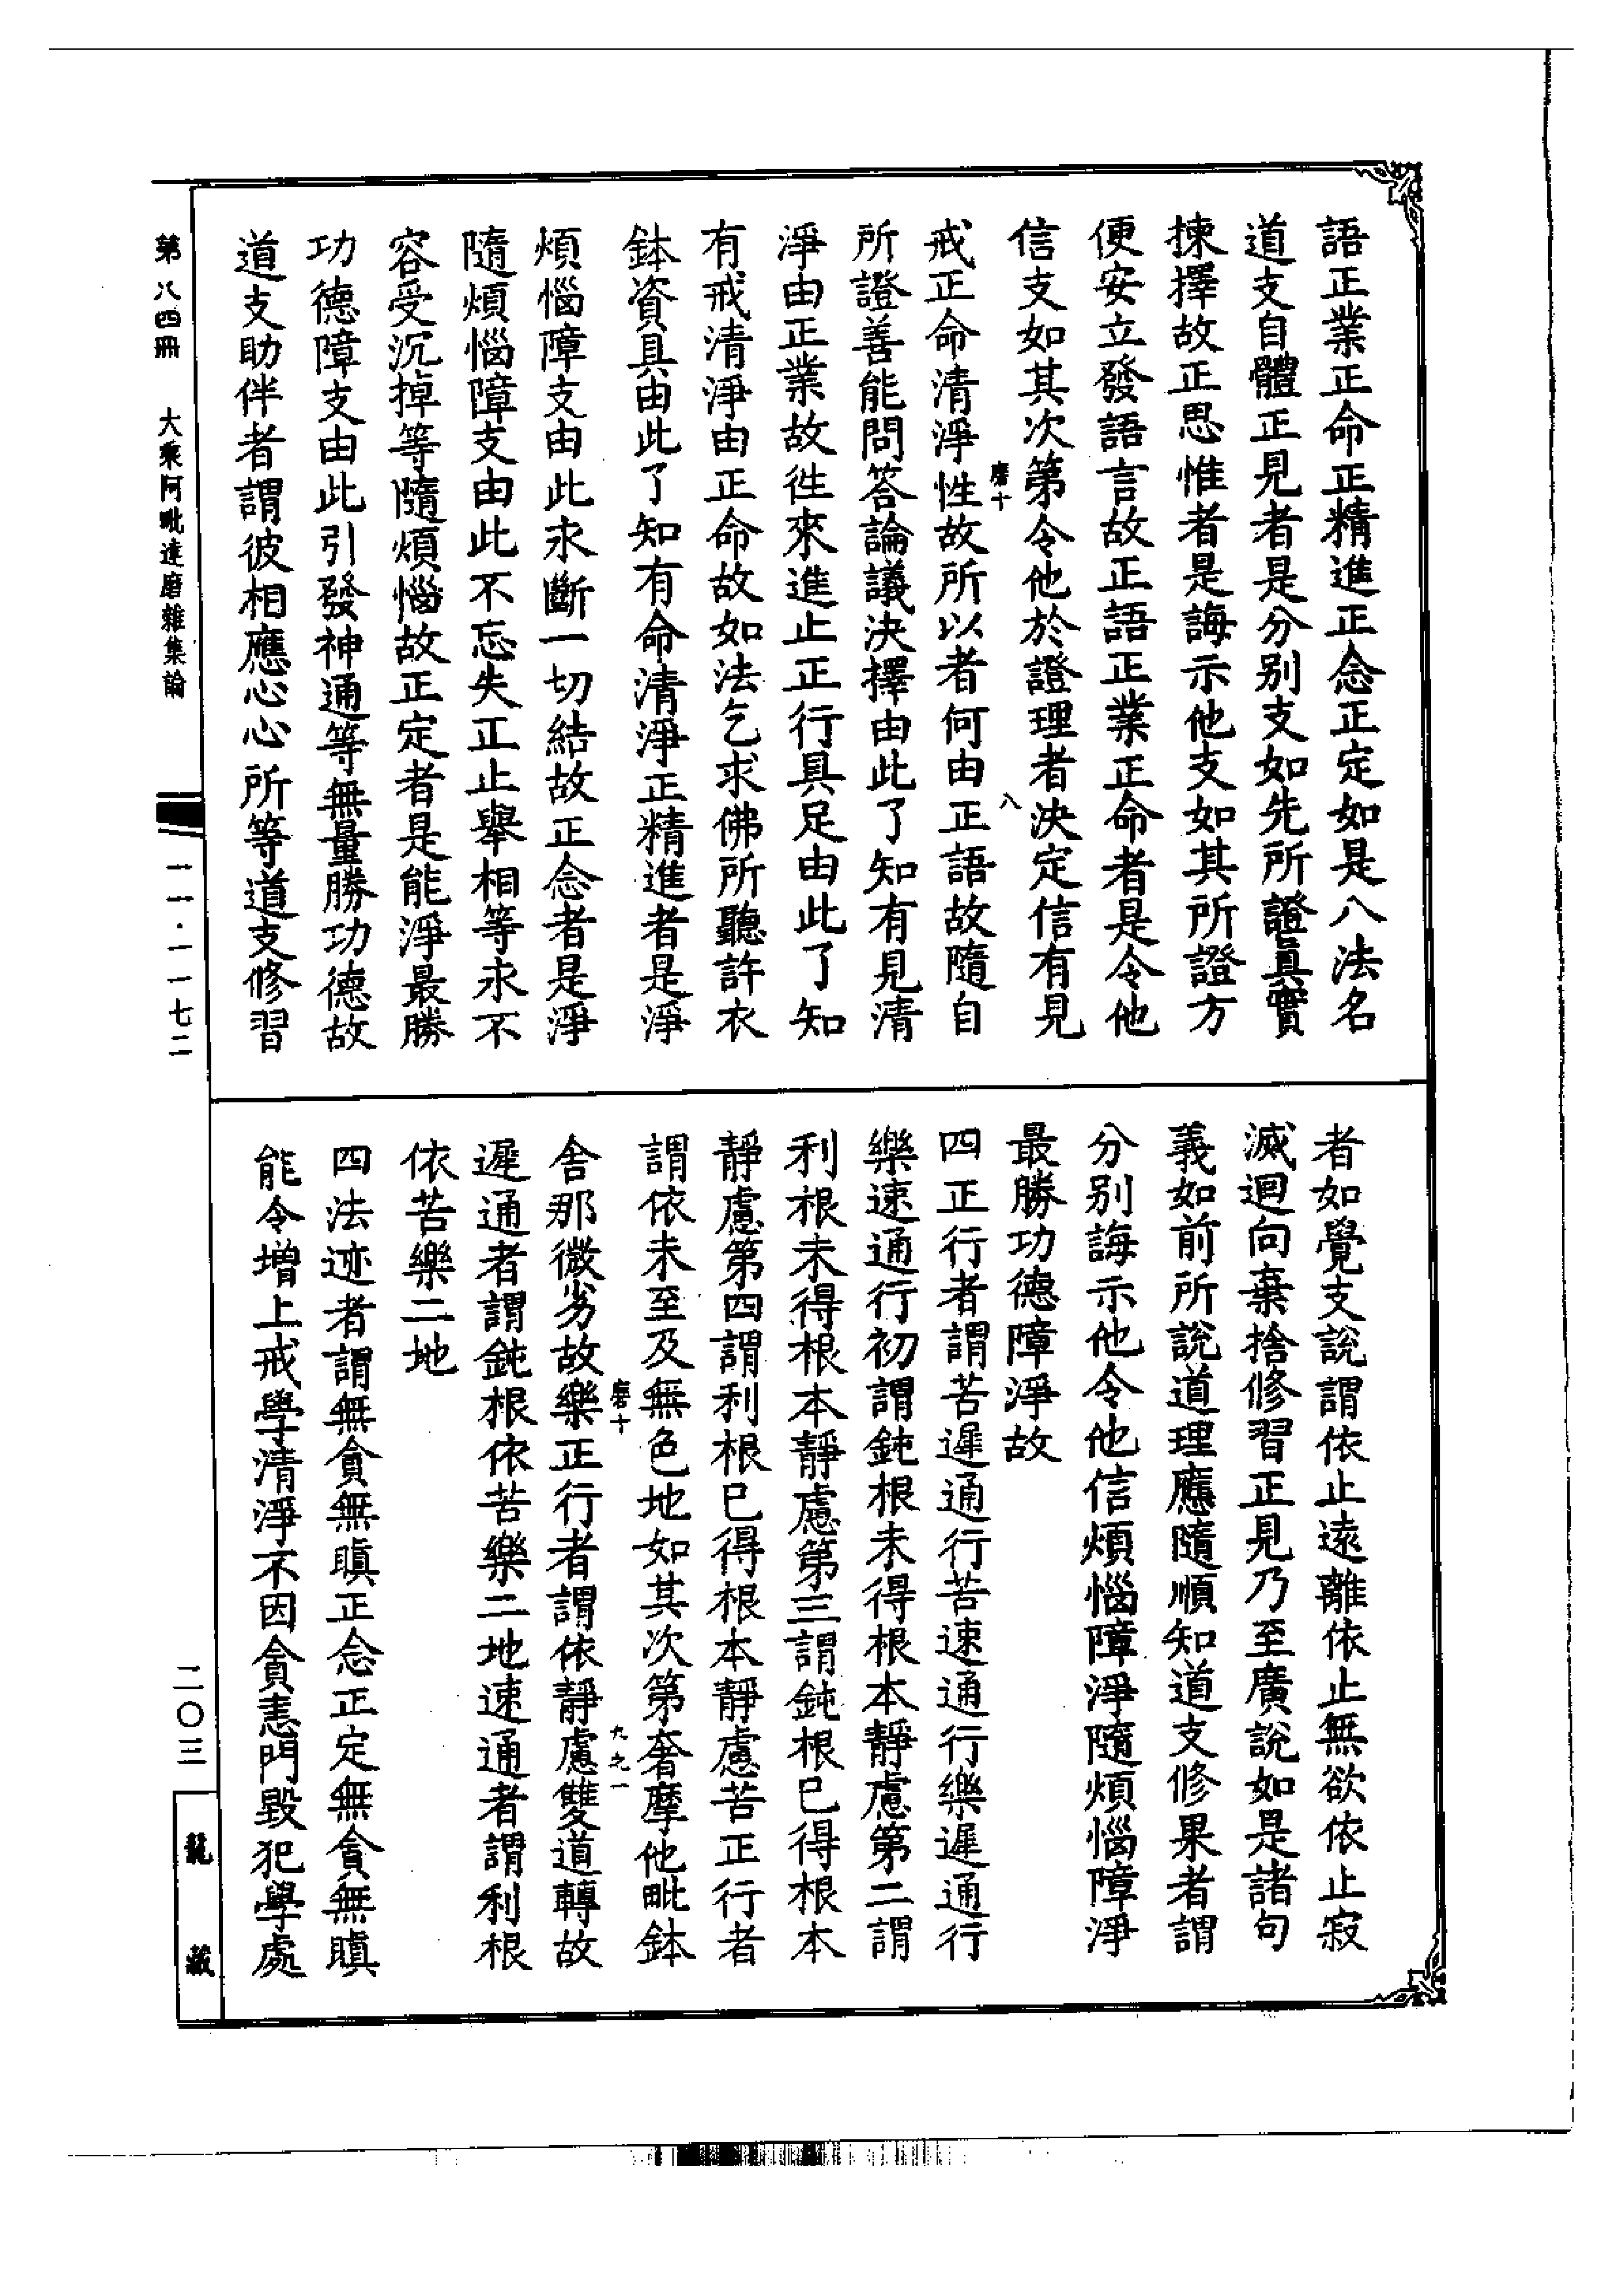 語正業正命正精進正念正定如是八法名
道支自體正見者是分別支如先所證真實
揀擇故正思惟者是誨示他支如其所證方
便安立發語言故正語正業正命者是令他
信支如其次第令他於證理者決定信有見
磨十
八
戒正命清淨性故所以者何由正語故隨自
所證善能問答論議決擇由此了知有見清
淨由正業故徃來進止正行具足由此了知
有戒清淨由正命故如法乞求佛所聽許衣
鉢資具由此了知有命清淨正精進者是淨
煩惱障支由此永斷一切結故正念者是淨
隨煩惱障支由此不忘失正止舉相等永不
容受沉掉等隨煩惱故正定者是能淨最勝
功德障支由此引發神通等無量勝功德故
道支助伴者謂彼相應心心所等道支修習
者如覺支說謂依止遠離依止無欲依止寂
滅迴向棄捨修習正見乃至廣說如是諸句
義如前所說道理應隨順知道支修果者謂
分別誨示他令他信煩惱障淨隨煩惱障淨
最勝功德障淨故
四正行者謂苦遲通行苦速通行樂遲通行
樂速通行初謂鈍根未得根本靜慮第二謂
利根未得根本靜慮第三謂鈍根已得根本
靜慮第四謂利根已得根本靜慮苦正行者
謂依未至及無色地如其次第奢摩他毗鉢
磨十
九之一
舍那微劣故樂正行者謂依靜慮雙道轉故
遲通者謂鈍根依苦樂二地速通者謂利根
依苦樂二地
四法迹者謂無貪無瞋正念正定無貪無瞋
能令增上戒學清淨不因貪恚門毀犯學處
第八四冊 大乘阿毗達磨雜集論
一一·一一七二
二〇三
龍藏